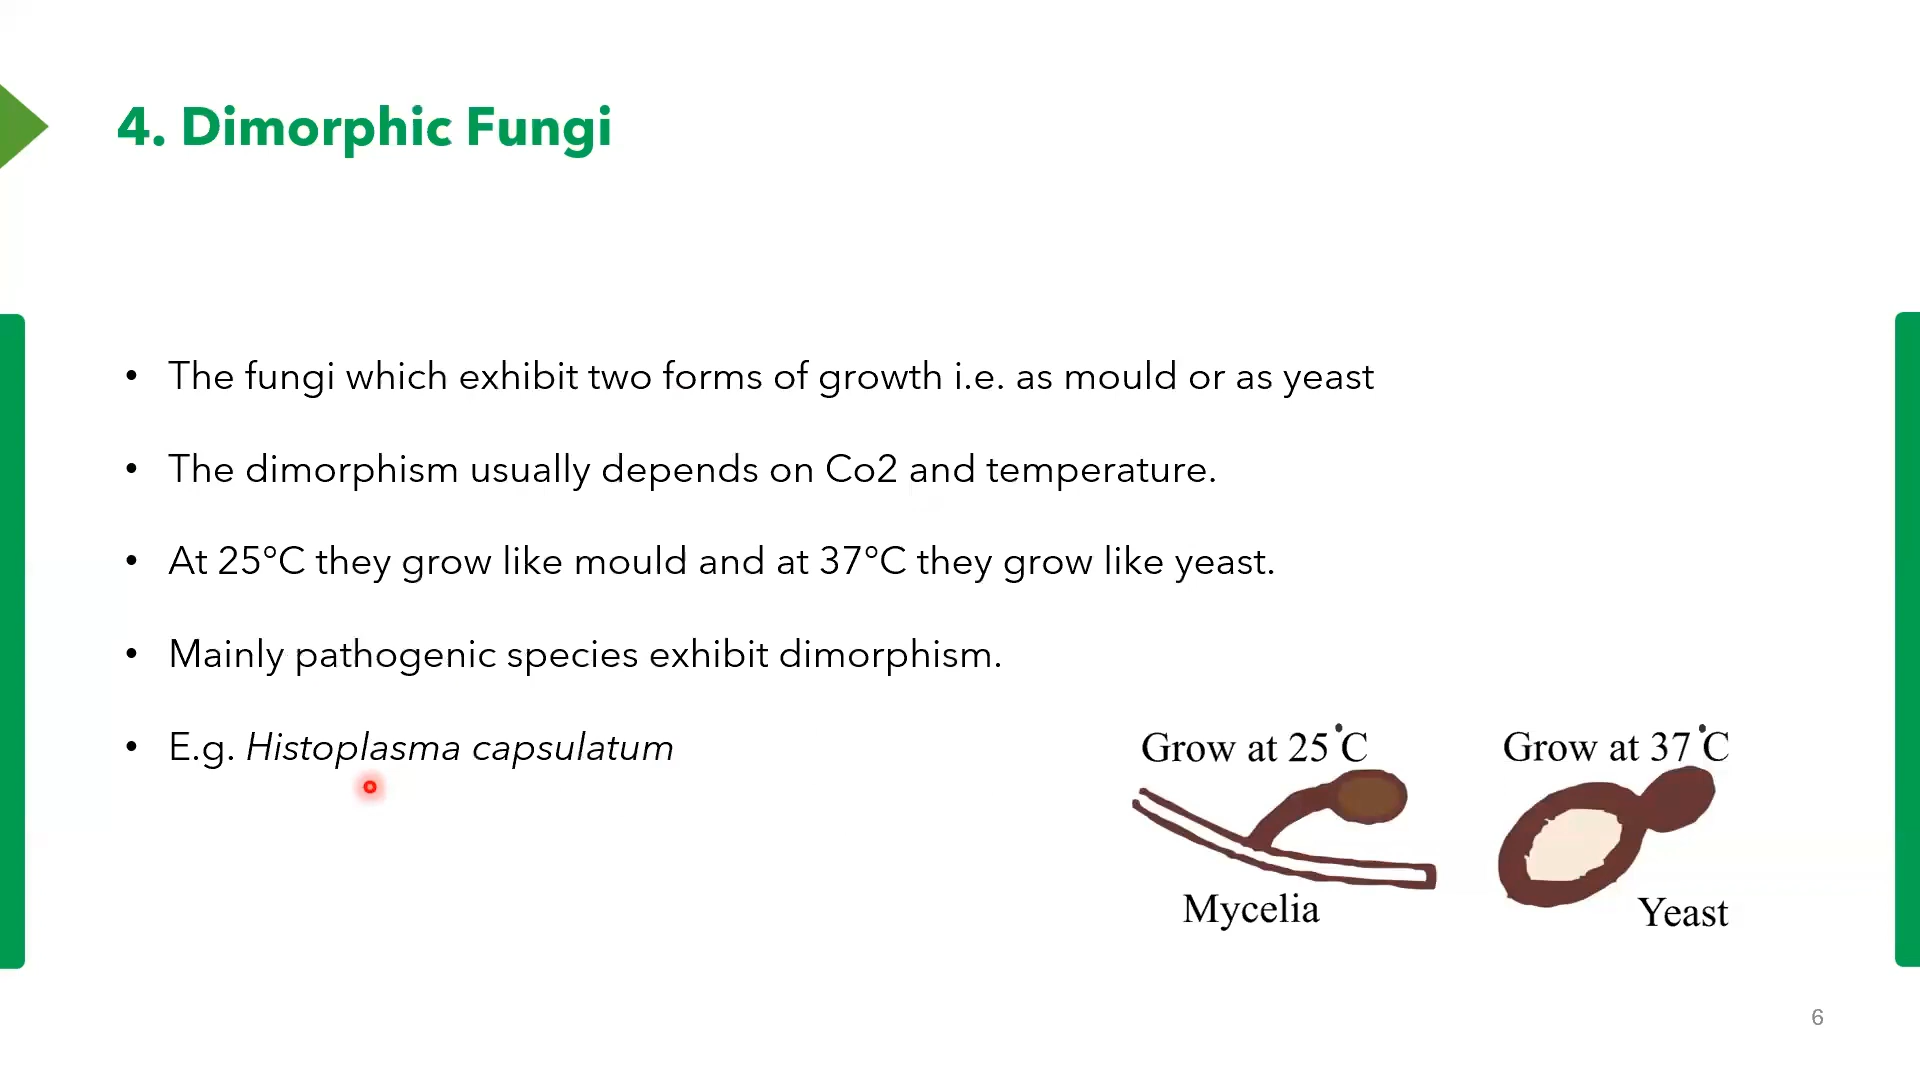 4. Dimorphic Fungi
• The fungi which exhibit two forms of growth i.e. as mould or as yeast
• The dimorphism usually depends on Co2 and temperature.
• At 25°C they grow like mould and at 37°C they grow like yeast.
• Mainly pathogenic species exhibit dimorphism.
• E.g. Histoplasma capsulatum
Grow at 25°C
Grow at 37°C
Mycelia
Yeast
6